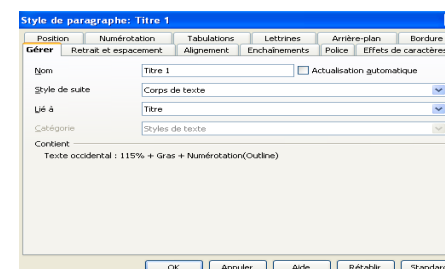 Style de paragraphe: Titre 1
Position Numérotation Tabulations Lettrines Arrière-plan Bordure
Gérer Retrait et espacement Alignement Enchaînements Police Effets de caractères
Nom Titre 1 Actualisation automatique
Style de suite Corps de texte
Lié à Titre
Catégorie Styles de texte
Contient
Texte occidental : 115% + Gras + Numérotation(Outline)
OK Annuler Aide Rétablir Standard